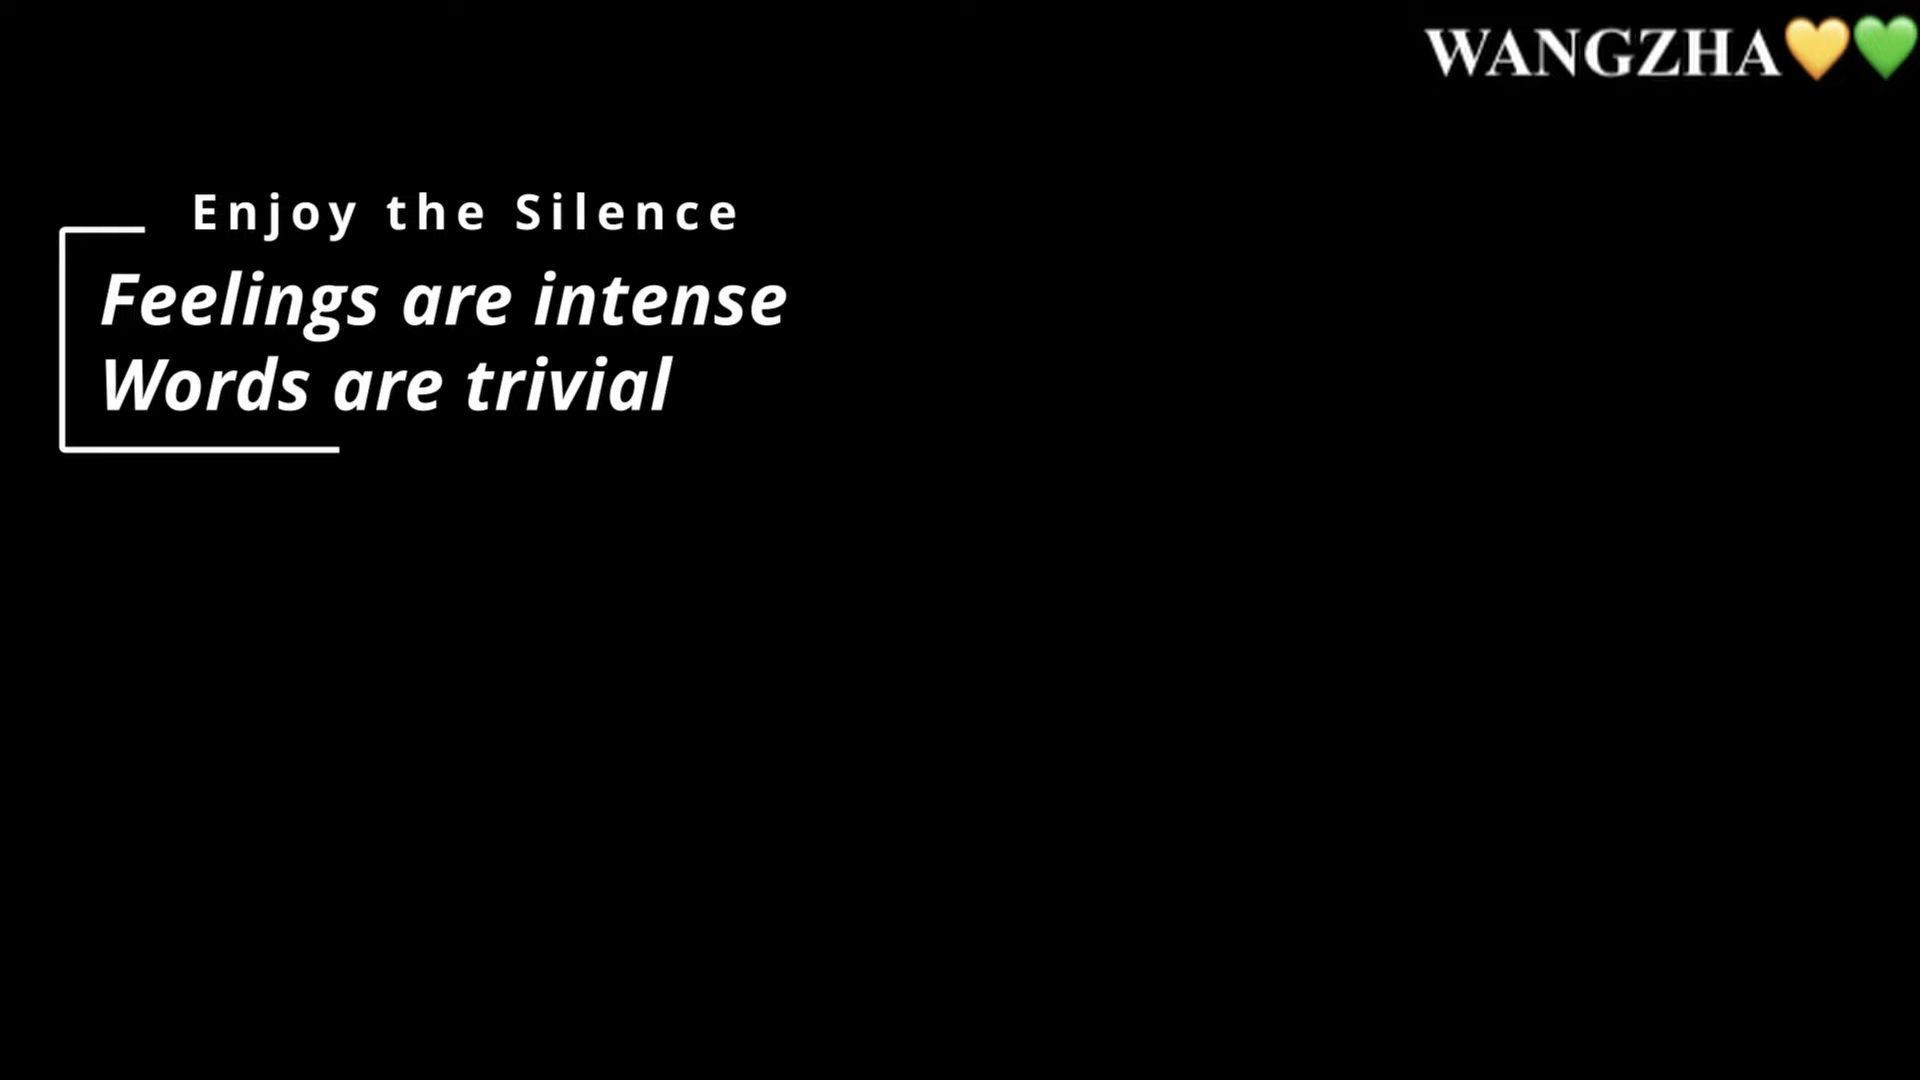 WANGZHA💛💚
Enjoy the Silence
Feelings are intense
Words are trivial